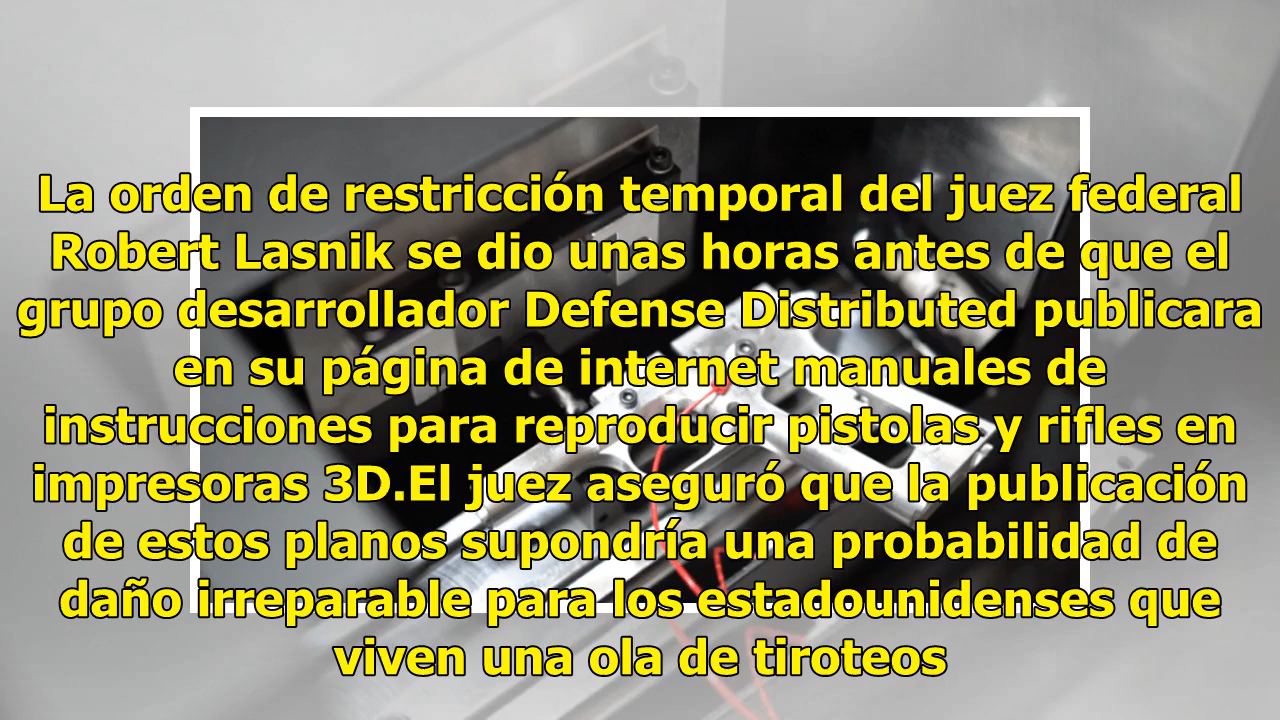 La orden de restricción temporal del juez federal
Robert Lasnik se dio unas horas antes de que el
grupo desarrollador Defense Distributed publicara
en su página de internet manuales de
instrucciones para reproducir pistolas y rifles en
impresoras 3D.El juez aseguró que la publicación
de estos planos supondría una probabilidad de
daño irreparable para los estadounidenses que
viven una ola de tiroteos